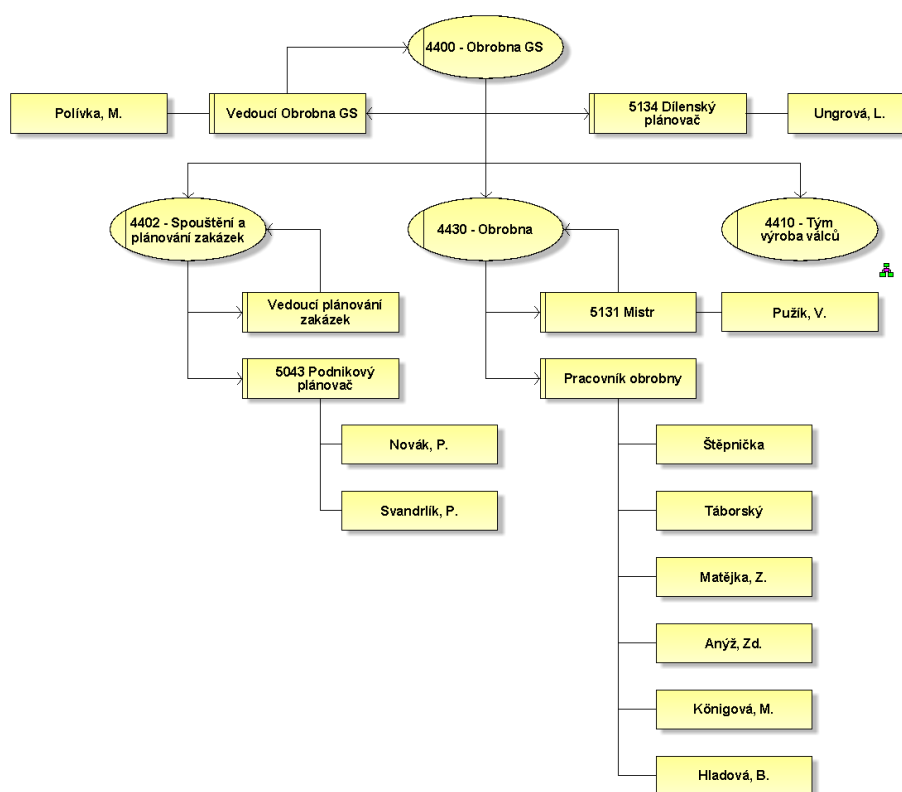 4400 - Obrobna GS
Polívka, M.
Vedoucí Obrobna GS
5134 Dílenský
plánovač
Ungrová, L.
4402 - Spouštění a
plánování zakázek
4430 - Obrobna
4410 - Tým
výroba válců
Vedoucí plánování
zakázek
5131 Mistr
Pužík, V.
5043 Podnikový
plánovač
Pracovník obrobny
Novák, P.
Štěpnička
Svandrlík, P.
Táborský
Matějka, Z.
Anýž, Zd.
Kőnigová, M.
Hladová, B.